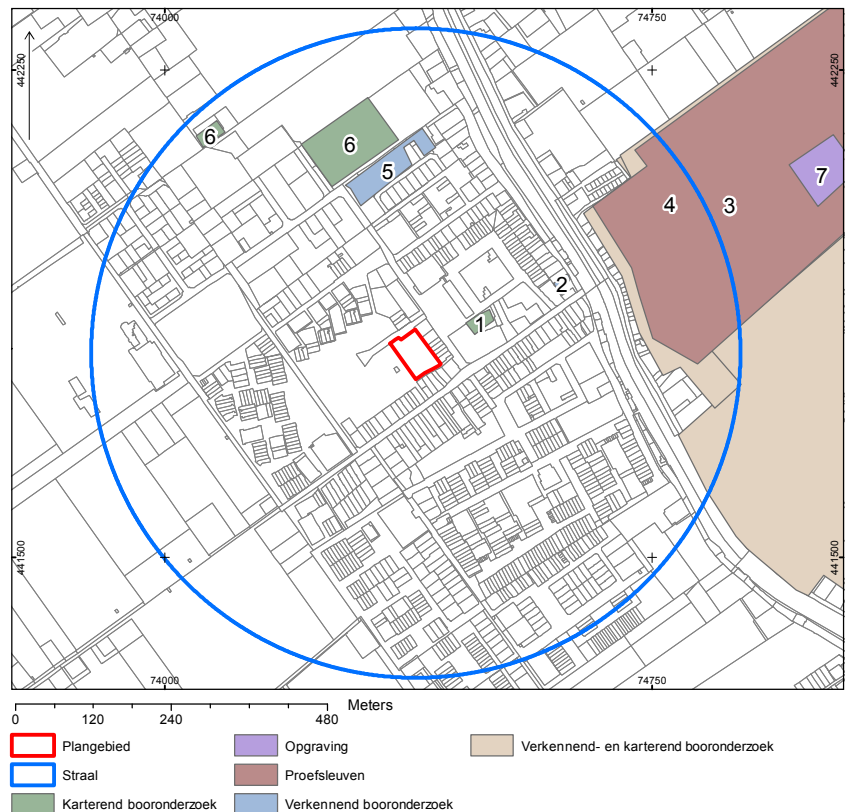 74000 74750
442250 442250
6
6
5
7
4 3
2
1
441500 441500
74000 74750
0 120 240 480 Meters
Plangebied Opgraving Verkennend- en karterend booronderzoek
Straal Proefsleuven
Karterend booronderzoek Verkennend booronderzoek